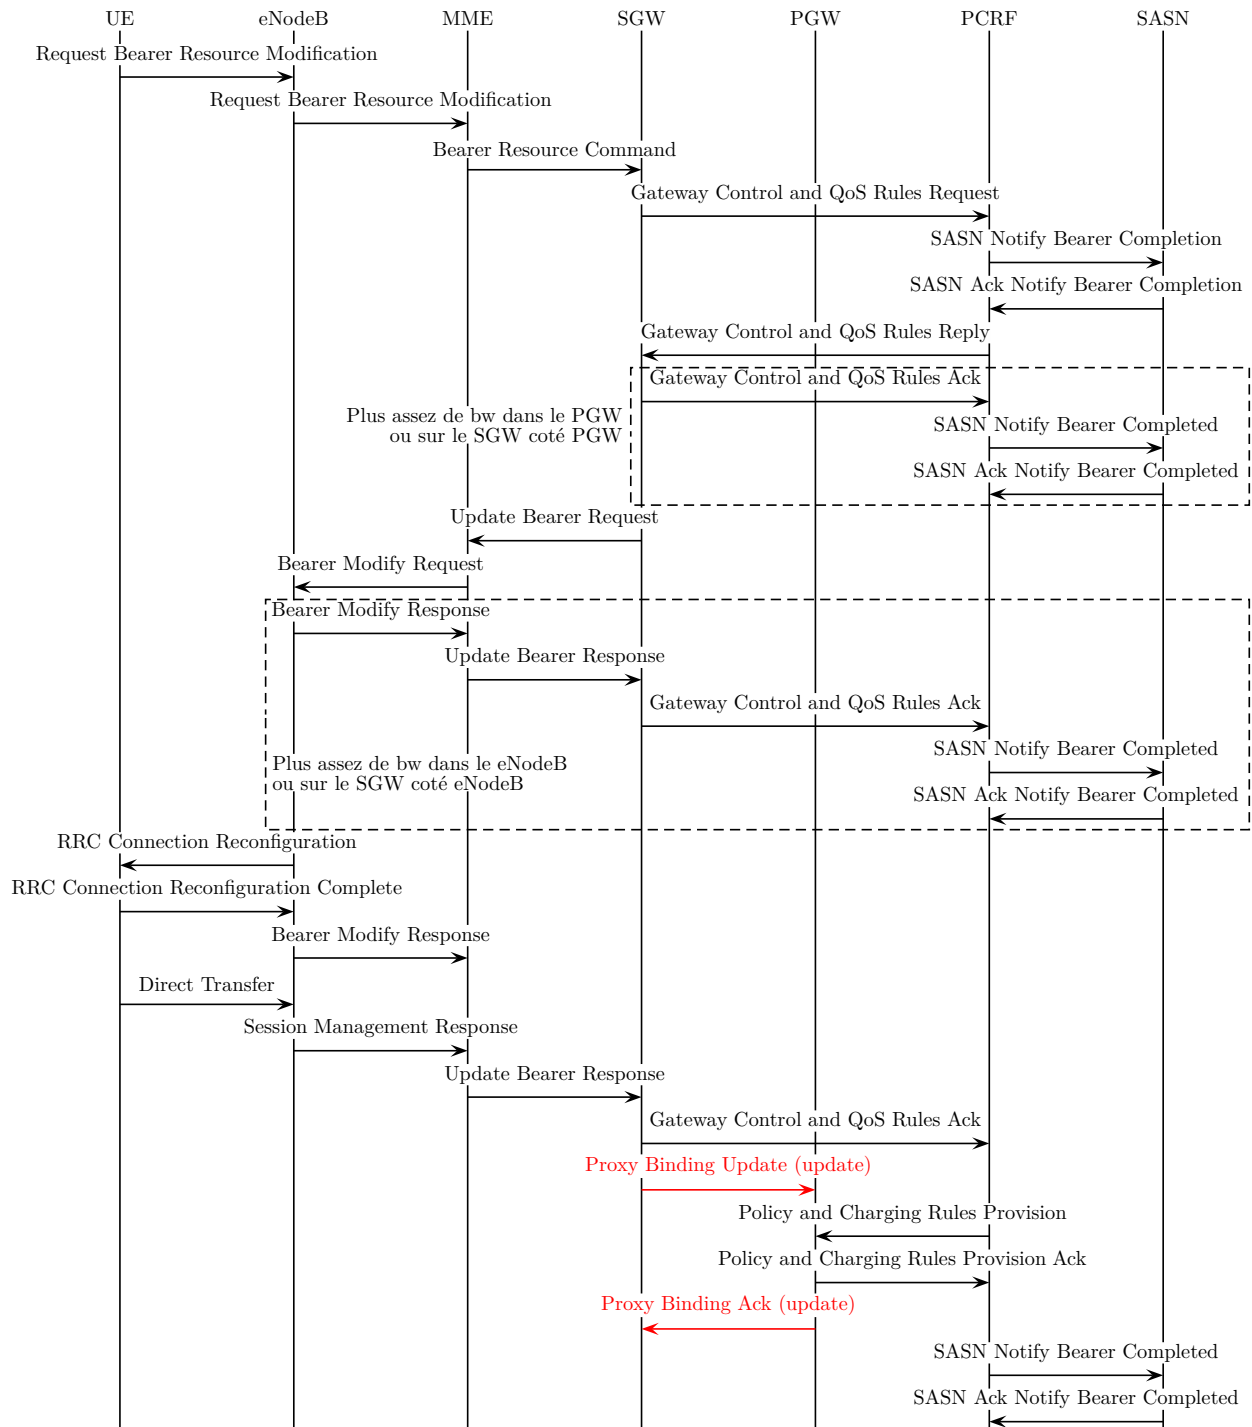 UE eNodeB MME SGW PGW PCRF SASN
Request Bearer Resource Modification
Request Bearer Resource Modification
Bearer Resource Command
Gateway Control and QoS Rules Request
SASN Notify Bearer Completion
SASN Ack Notify Bearer Completion
Gateway Control and QoS Rules Reply
Gateway Control and QoS Rules Ack
Plus assez de bw dans le PGW
ou sur le SGW coté PGW
SASN Notify Bearer Completed
SASN Ack Notify Bearer Completed
Update Bearer Request
Bearer Modify Request
Bearer Modify Response
Update Bearer Response
Gateway Control and QoS Rules Ack
SASN Notify Bearer Completed
Plus assez de bw dans le eNodeB
ou sur le SGW coté eNodeB
SASN Ack Notify Bearer Completed
RRC Connection Reconfiguration
RRC Connection Reconfiguration Complete
Bearer Modify Response
Direct Transfer
Session Management Response
Update Bearer Response
Gateway Control and QoS Rules Ack
Proxy Binding Update (update)
Policy and Charging Rules Provision
Policy and Charging Rules Provision Ack
Proxy Binding Ack (update)
SASN Notify Bearer Completed
SASN Ack Notify Bearer Completed